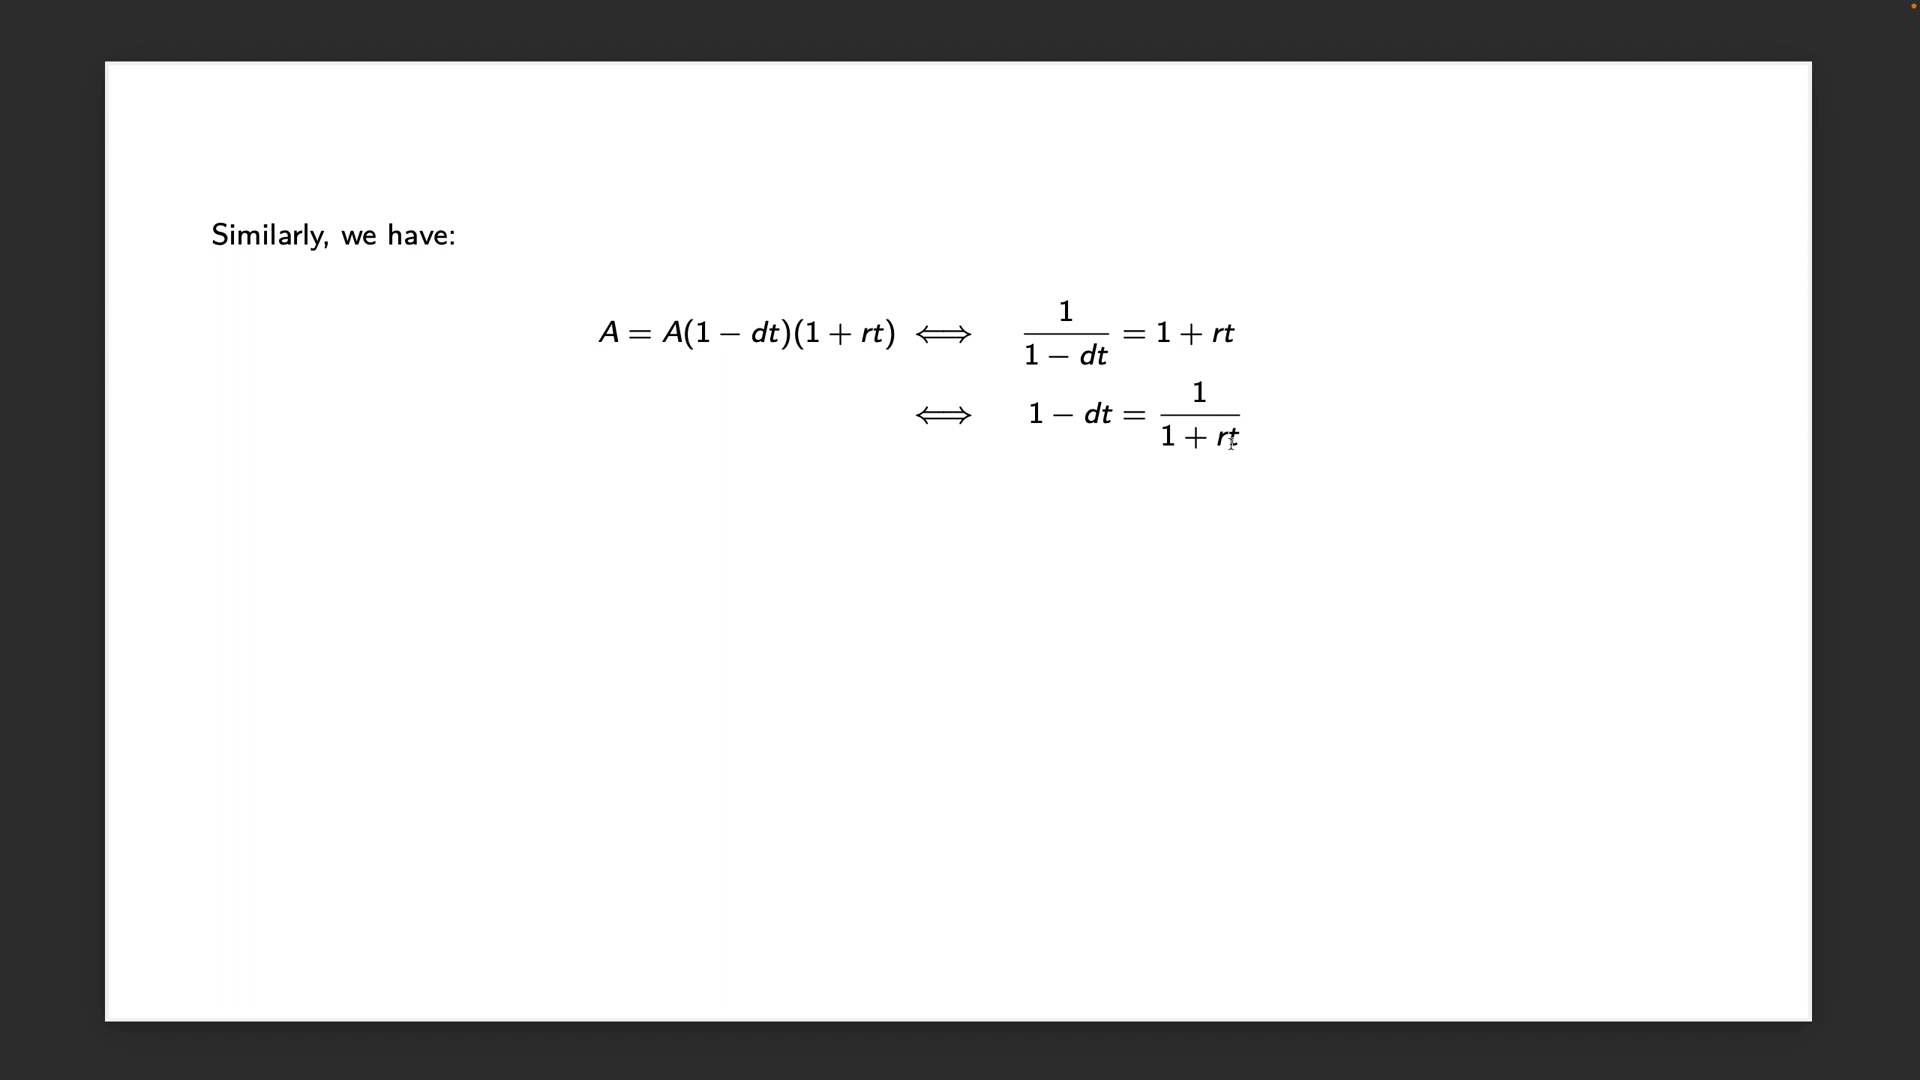 Similarly, we have:
A = A(1 − dt)(1 + rt) ⟺ 1/(1 − dt) = 1 + rt
⟺ 1 − dt = 1/(1 + rt)